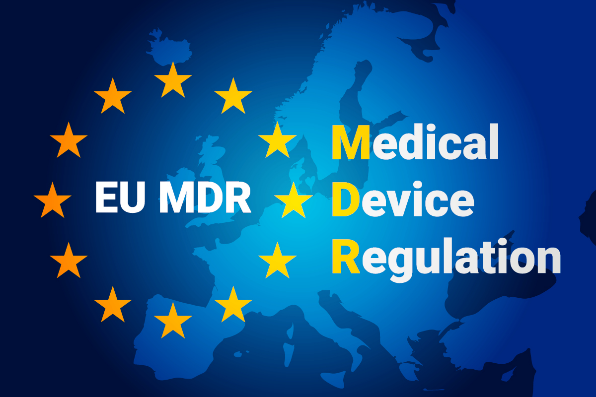 EU MDR
Medical
Device
Regulation